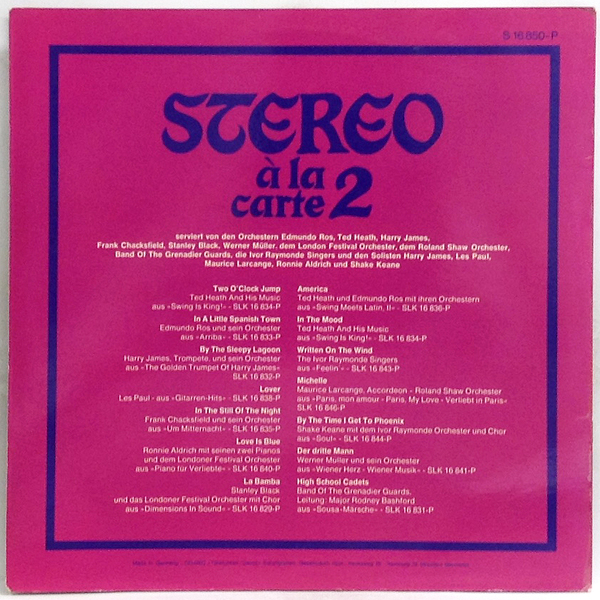 S 16 850-P
STEREO
à la
carte 2
serviert von den Orchestern Edmundo Ros, Ted Heath, Harry James,
Frank Chacksfield, Stanley Black, Werner Müller, dem London Festival Orchester, dem Roland Shaw Orchester,
Band Of The Grenadier Guards, die Ivor Raymonde Singers und den Solisten Harry James, Les Paul,
Maurice Larcange, Ronnie Aldrich und Shake Keane
Two O'Clock Jump
Ted Heath And His Music
aus »Swing Is King!« - SLK 16 834-P
In A Little Spanish Town
Edmundo Ros und sein Orchester
aus »Arriba« - SLK 16 833-P
By The Sleepy Lagoon
Harry James, Trompete, und sein Orchester
aus »The Golden Trumpet Of Harry James«
SLK 16 832-P
Lover
Les Paul - aus »Gitarren-Hits« - SLK 16 838-P
In The Still Of The Night
Frank Chacksfield und sein Orchester
aus »Um Mitternacht« - SLK 16 835-P
Love Is Blue
Ronnie Aldrich mit seinen zwei Pianos
und dem Londoner Festival Orchester
aus »Piano für Verliebte« - SLK 16 840-P
La Bamba
Stanley Black
und das Londoner Festival Orchester mit Chor
aus »Dimensions In Sound« - SLK 16 829-P
America
Ted Heath und Edmundo Ros mit ihren Orchestern
aus »Swing Meets Latin, II« - SLK 16 836-P
In The Mood
Ted Heath And His Music
aus »Swing Is King!« - SLK 16 834-P
Written On The Wind
The Ivor Raymonde Singers
aus »Feelin'« - SLK 16 843-P
Michelle
Maurice Larcange, Accordeon - Roland Shaw Orchester
aus »Paris, mon amour - Paris, My Love - Verliebt in Paris«
SLK 16 846-P
By The Time I Get To Phoenix
Shake Keane mit dem Ivor Raymonde Orchester und Chor
aus »Soul« - SLK 16 844-P
Der dritte Mann
Werner Müller und sein Orchester
aus »Wiener Herz - Wiener Musik« - SLK 16 841-P
High School Cadets
Band Of The Grenadier Guards,
Leitung: Major Rodney Bashford
aus »Sousa-Märsche« - SLK 16 831-P
Made in Germany